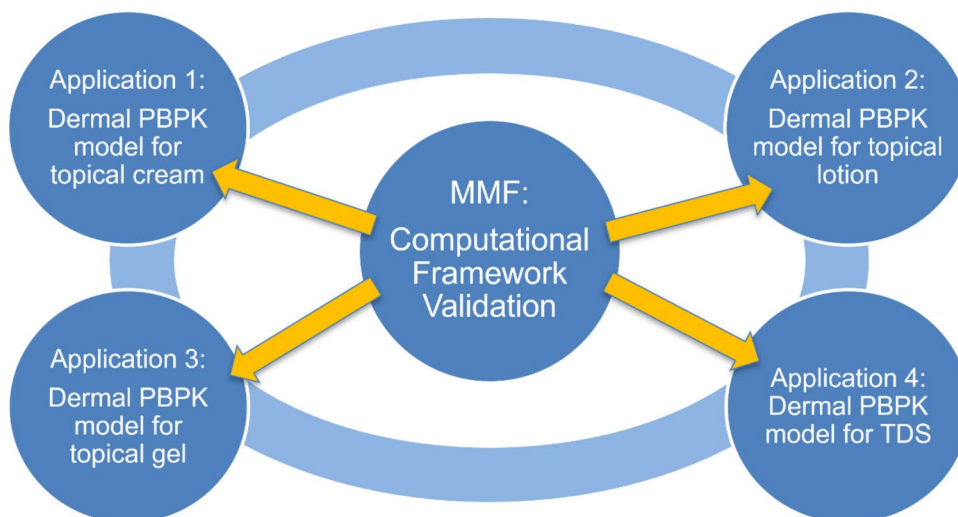 Application 1:
Dermal PBPK
model for
topical cream
Application 2:
Dermal PBPK
model for topical
lotion
MMF:
Computational
Framework
Validation
Application 3:
Dermal PBPK
model for
topical gel
Application 4:
Dermal PBPK
model for TDS